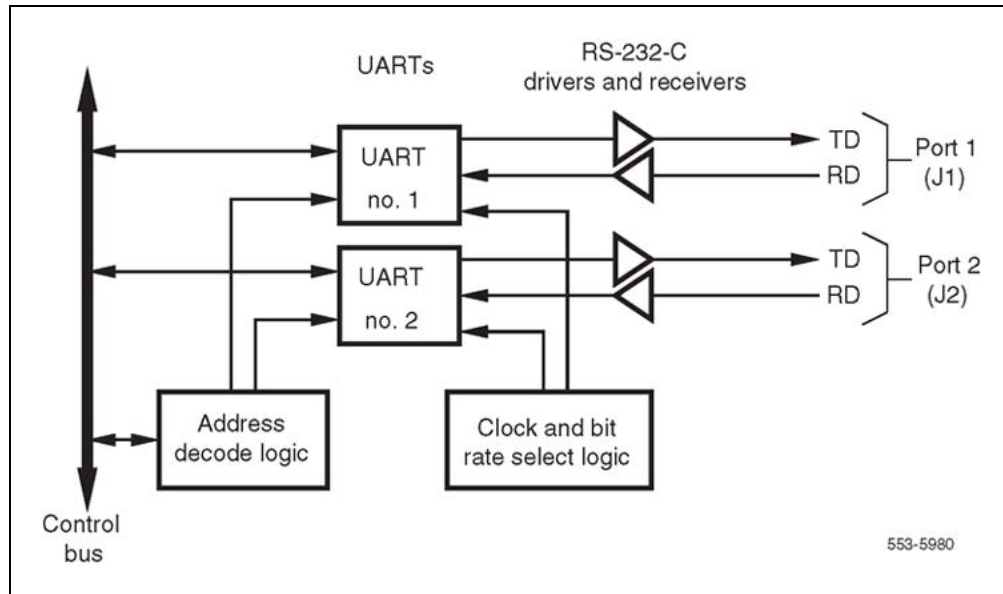 UARTs
RS-232-C
drivers and receivers
UART
no. 1
TD
RD
Port 1
(J1)
UART
no. 2
TD
RD
Port 2
(J2)
Address
decode logic
Clock and bit
rate select logic
Control
bus
553-5980